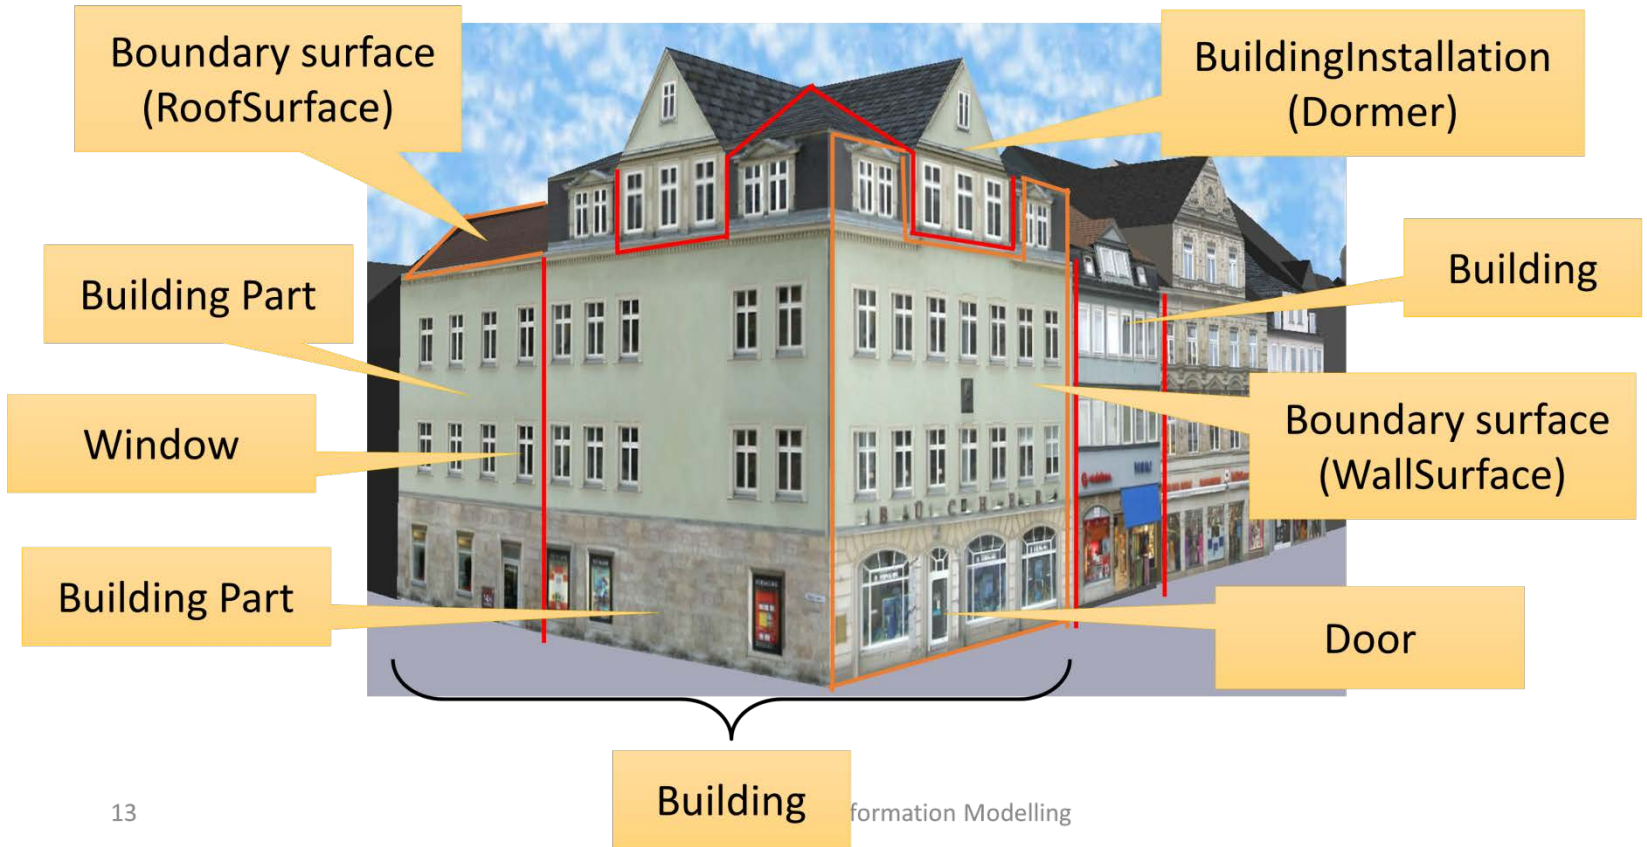 Boundary surface
(RoofSurface)
BuildingInstallation
(Dormer)
Building Part
Building
Window
Boundary surface
(WallSurface)
Building Part
Door
Building
13
formation Modelling